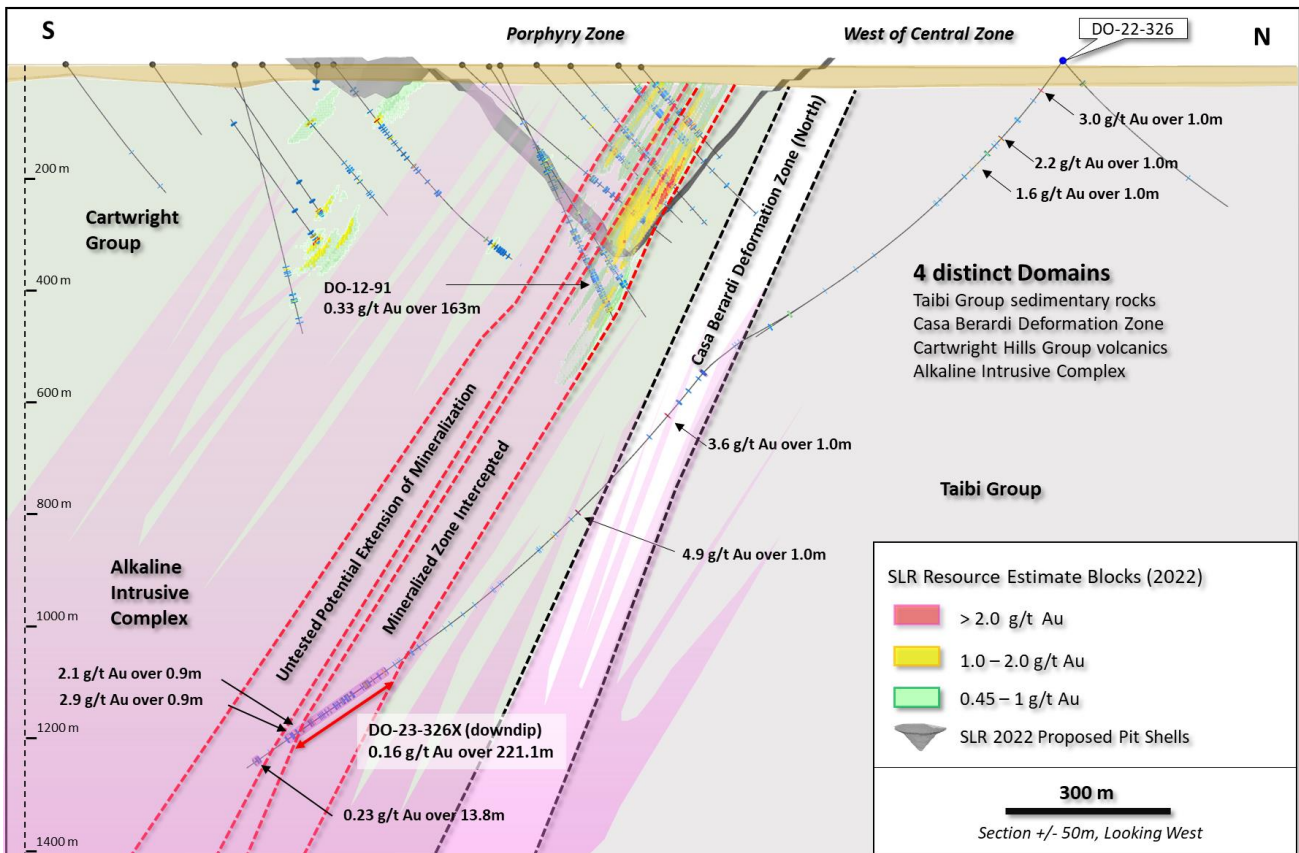 S
Porphyry Zone
West of Central Zone
DO-22-326
N
3.0 g/t Au over 1.0m
2.2 g/t Au over 1.0m
1.6 g/t Au over 1.0m
200 m
Cartwright
Group
Casa Berardi Deformation Zone (North)
4 distinct Domains
Taibi Group sedimentary rocks
Casa Berardi Deformation Zone
Cartwright Hills Group volcanics
Alkaline Intrusive Complex
400 m
DO-12-91
0.33 g/t Au over 163m
600 m
3.6 g/t Au over 1.0m
Untested Potential Extension of Mineralization
Mineralized Zone Intercepted
Taibi Group
800 m
4.9 g/t Au over 1.0m
Alkaline
Intrusive
Complex
1000 m
2.1 g/t Au over 0.9m
2.9 g/t Au over 0.9m
1200 m
DO-23-326X (downdip)
0.16 g/t Au over 221.1m
0.23 g/t Au over 13.8m
1400 m
SLR Resource Estimate Blocks (2022)
> 2.0 g/t Au
1.0 – 2.0 g/t Au
0.45 – 1 g/t Au
SLR 2022 Proposed Pit Shells
300 m
Section +/- 50m, Looking West